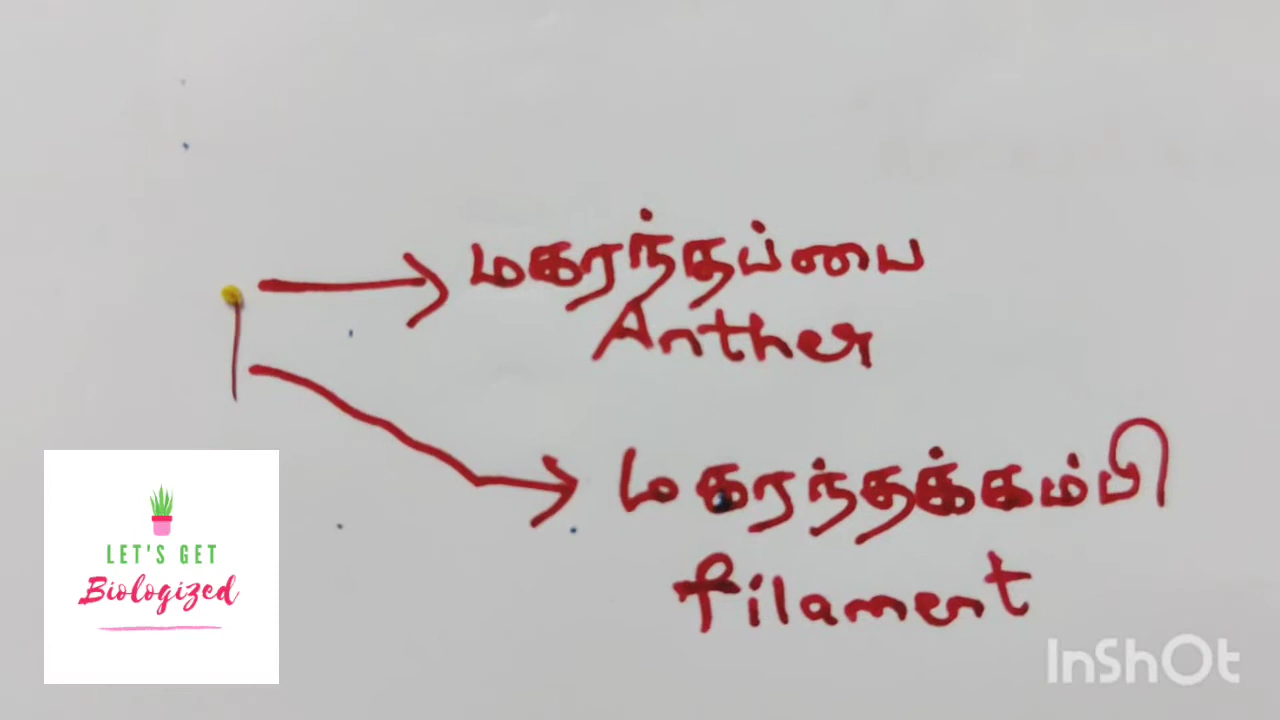 மகரந்தப்பை
Anther
மகரந்தக்கம்பி
filament
LET'S GET
Biologized
InShOt